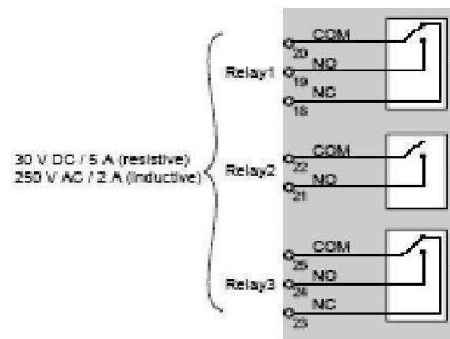 COM
20
Relay1
NO
19
NC
18
30 V DC / 5 A (resistive)
250 V AC / 2 A (inductive)
COM
22
Relay2
NO
21
COM
25
NO
24
Relay3
NC
23